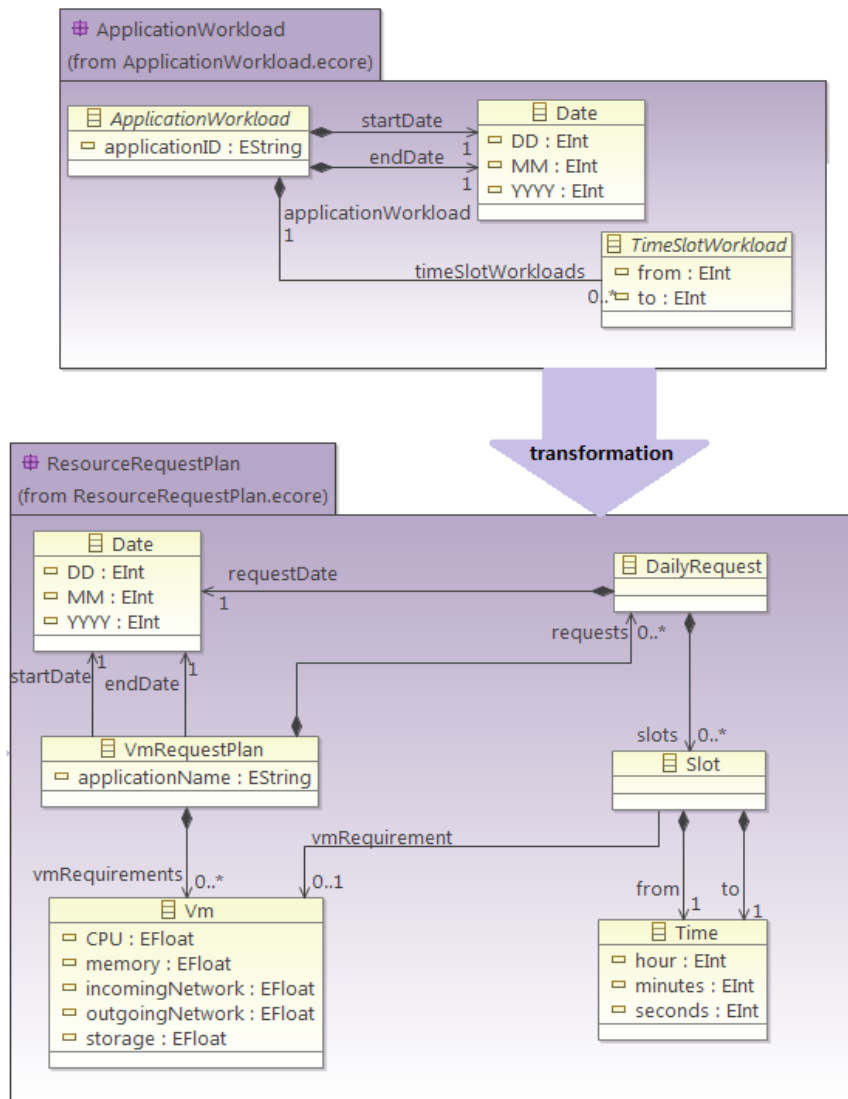 ApplicationWorkload
(from ApplicationWorkload.ecore)
ApplicationWorkload
applicationID : EString
startDate
1
endDate
1
Date
DD : EInt
MM : EInt
YYYY : EInt
applicationWorkload
1
timeSlotWorkloads
0..*
TimeSlotWorkload
from : EInt
to : EInt
transformation
ResourceRequestPlan
(from ResourceRequestPlan.ecore)
Date
DD : EInt
MM : EInt
YYYY : EInt
requestDate
1
DailyRequest
requests 0..*
startDate
1
endDate
1
slots 0..*
VmRequestPlan
applicationName : EString
Slot
vmRequirement
0..1
vmRequirements
0..*
from
1
to
1
Vm
CPU : EFloat
memory : EFloat
incomingNetwork : EFloat
outgoingNetwork : EFloat
storage : EFloat
Time
hour : EInt
minutes : EInt
seconds : EInt